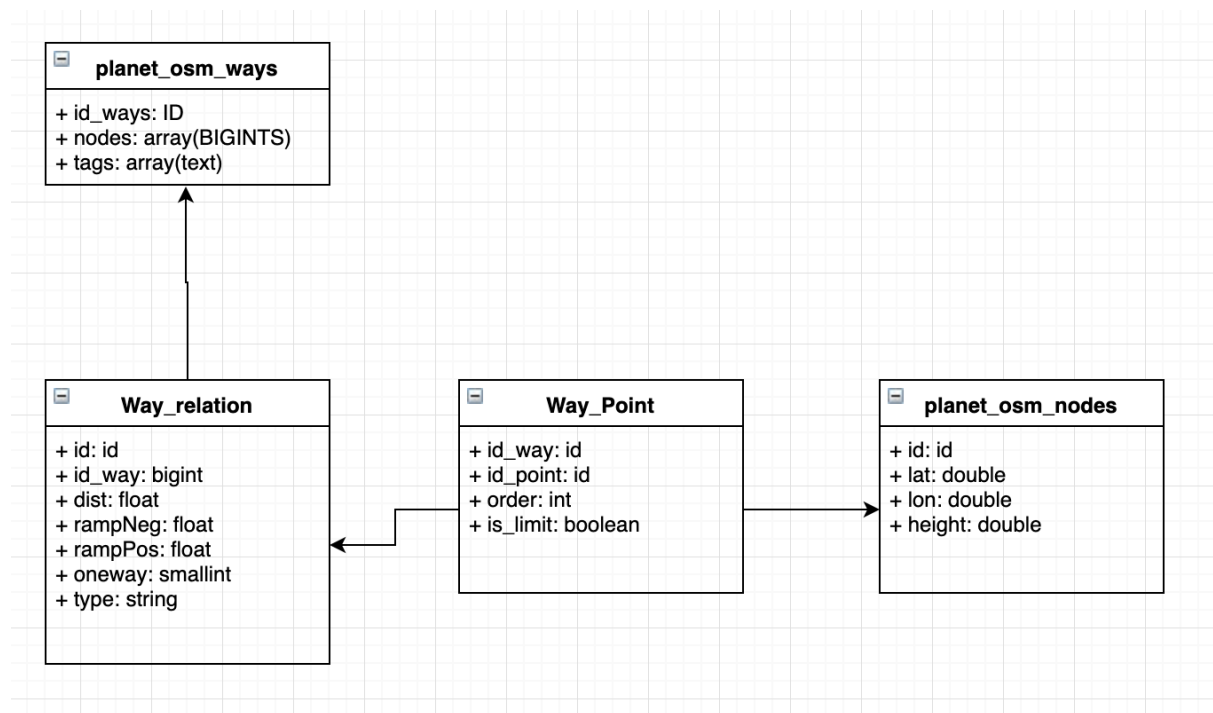 planet_osm_ways
+ id_ways: ID
+ nodes: array(BIGINTS)
+ tags: array(text)
Way_relation
+ id: id
+ id_way: bigint
+ dist: float
+ rampNeg: float
+ rampPos: float
+ oneway: smallint
+ type: string
Way_Point
+ id_way: id
+ id_point: id
+ order: int
+ is_limit: boolean
planet_osm_nodes
+ id: id
+ lat: double
+ lon: double
+ height: double